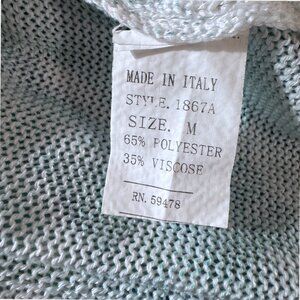 MADE IN ITALY
STYLE. 1867A
SIZE. M
65% POLYESTER
35% VISCOSE
RN. 59478